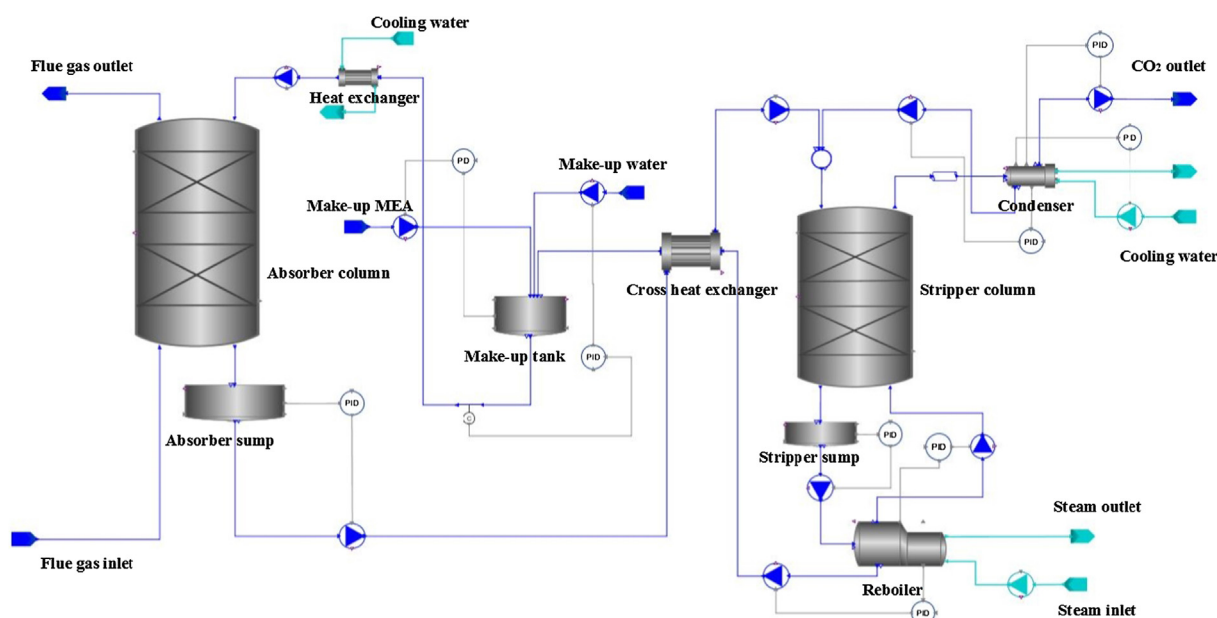 Cooling water
PID
Flue gas outlet
CO₂ outlet
Heat exchanger
PID
PID
Make-up water
Make-up MEA
Condenser
PID
Absorber column
Cross heat exchanger
Stripper column
Cooling water
Make-up tank
PID
PID
Absorber sump
C
PID
Stripper sump
PID
Steam outlet
Flue gas inlet
Reboiler
Steam inlet
PID